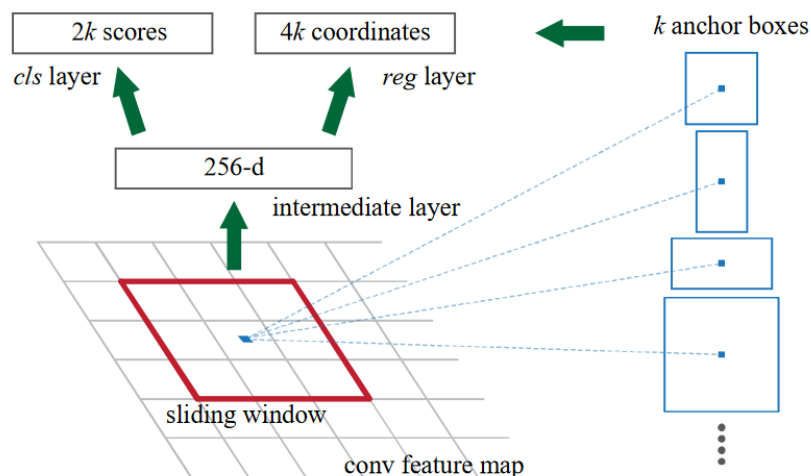 2k scores
4k coordinates
k anchor boxes
cls layer
reg layer
256-d
intermediate layer
sliding window
conv feature map